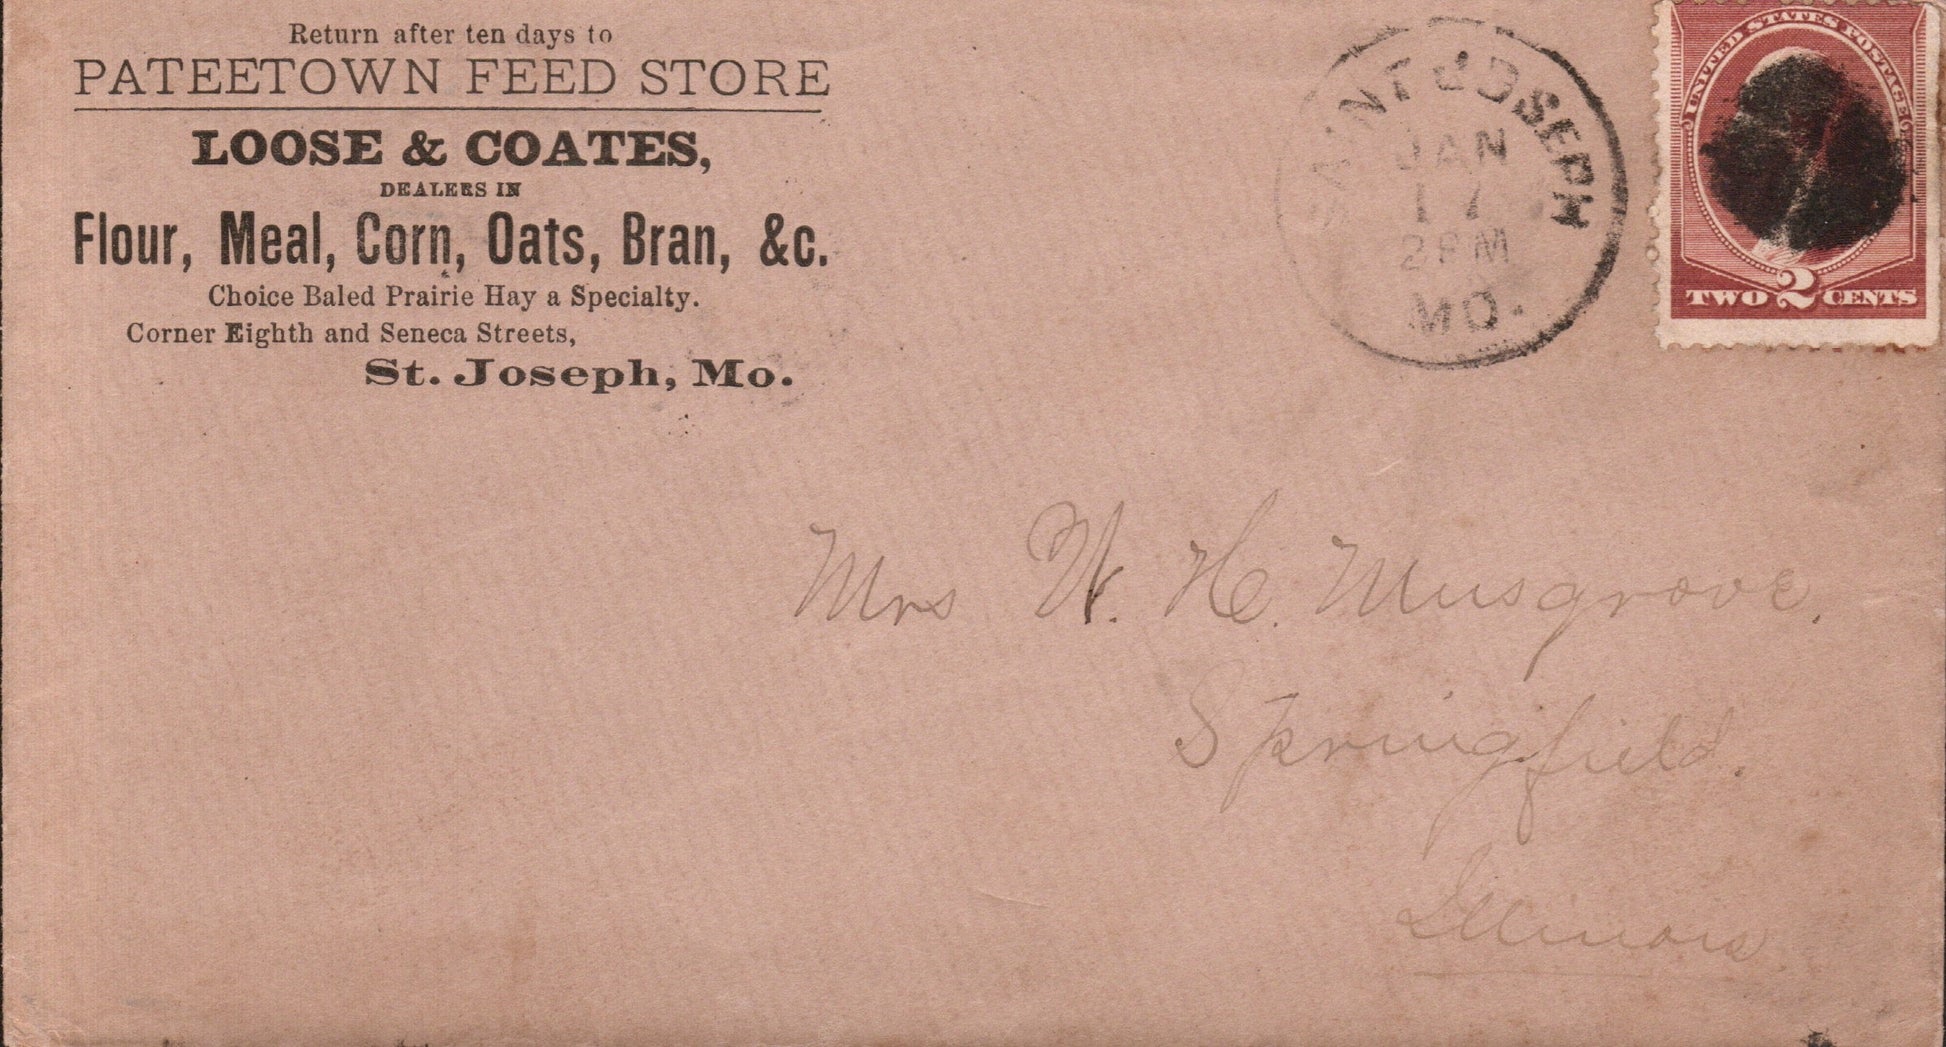 Return after ten days to
PATEETOWN FEED STORE
LOOSE & COATES,
DEALERS IN
Flour, Meal, Corn, Oats, Bran, &c.
Choice Baled Prairie Hay a Specialty.
Corner Eighth and Seneca Streets,
St. Joseph, Mo.
SAINT JOSEPH
JAN
17
2 PM
MO.
UNITED STATES POSTAGE
TWO 2 CENTS
Mrs W. H. Musgrove.
Springfield.
Illinois